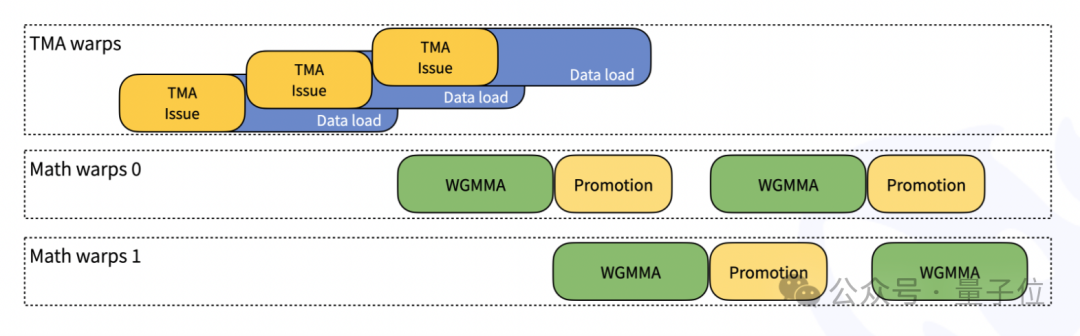 TMA warps
TMA
Issue
Data load
TMA
Issue
Data load
TMA
Issue
Data load
Math warps 0
WGMMA
Promotion
WGMMA
Promotion
Math warps 1
WGMMA
Promotion
WGMMA
公众号 · 量子位